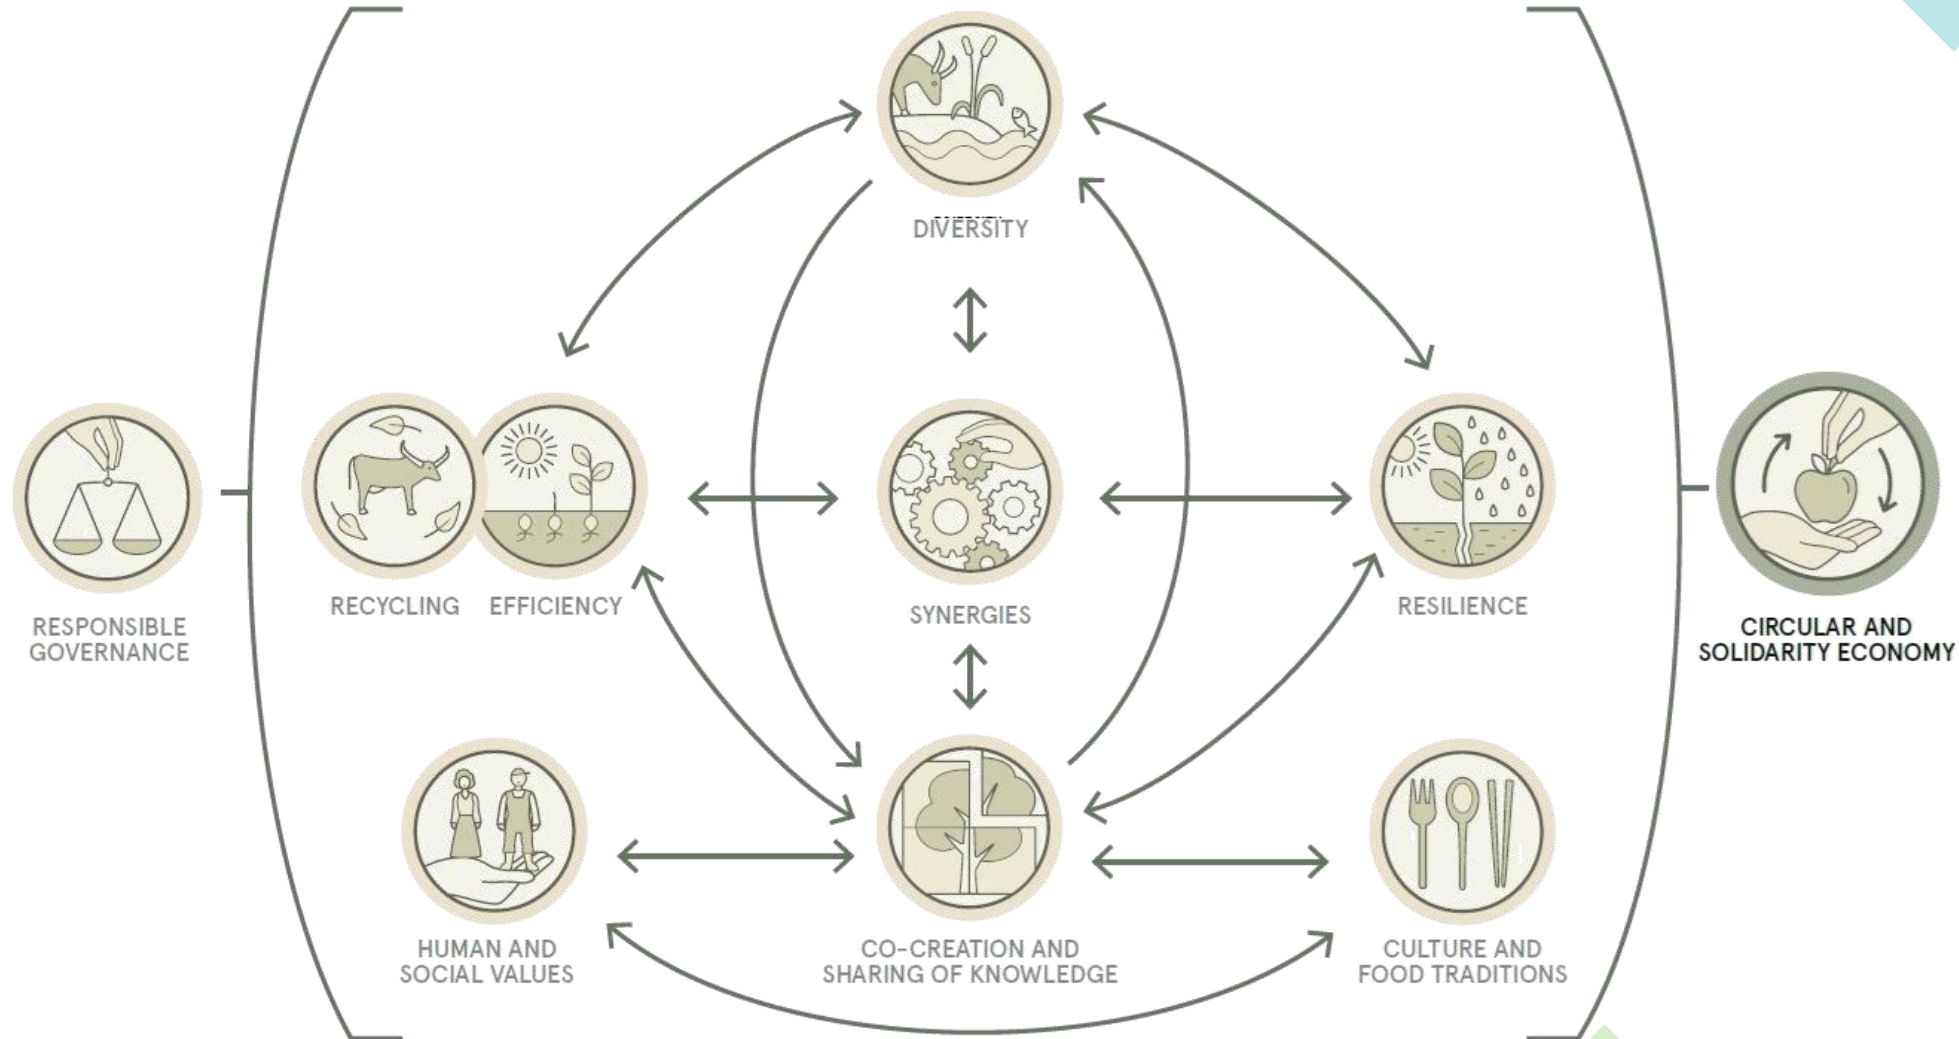 DIVERSITY
RECYCLING
EFFICIENCY
SYNERGIES
RESILIENCE
RESPONSIBLE
GOVERNANCE
CIRCULAR AND
SOLIDARITY ECONOMY
HUMAN AND
SOCIAL VALUES
CO-CREATION AND
SHARING OF KNOWLEDGE
CULTURE AND
FOOD TRADITIONS